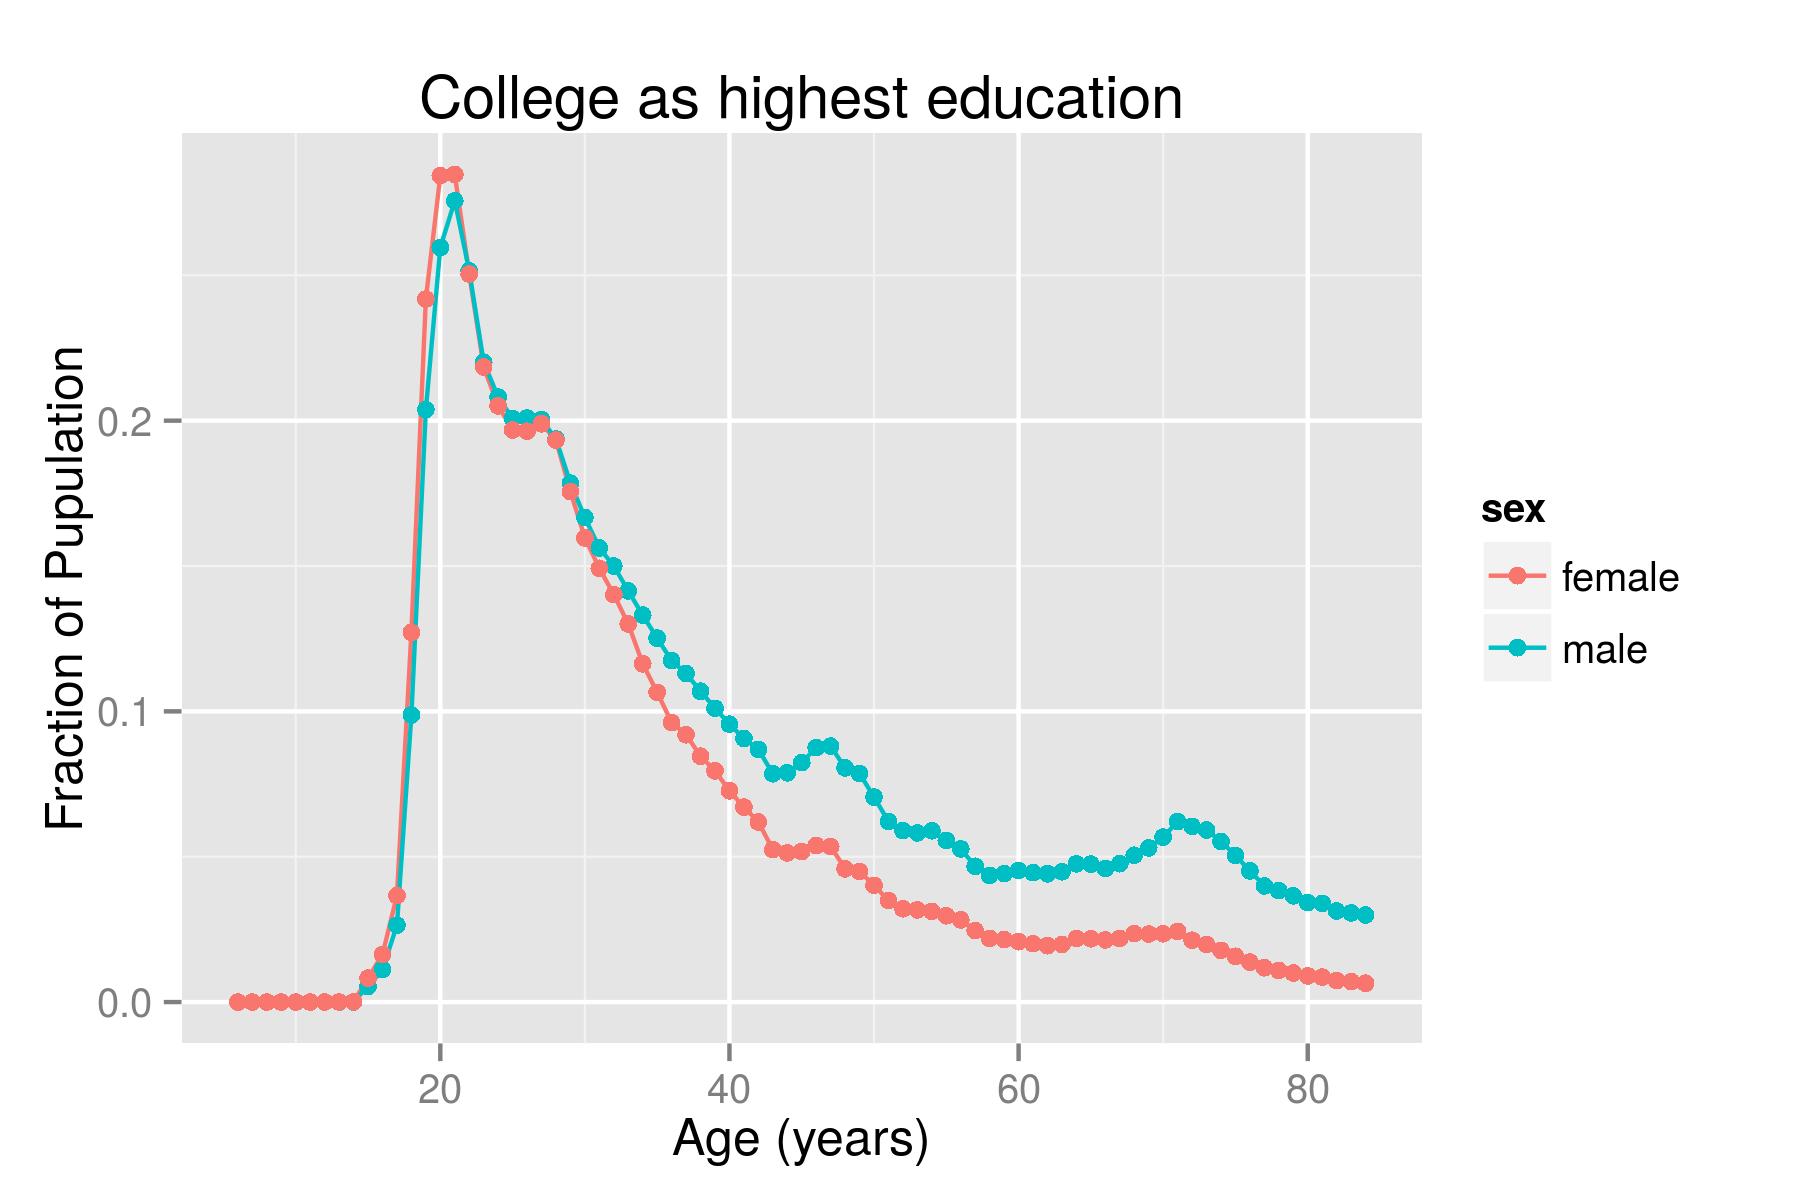 College as highest education
Fraction of Pupulation
0.2
0.1
0.0
20 40 60 80
Age (years)
sex
female
male